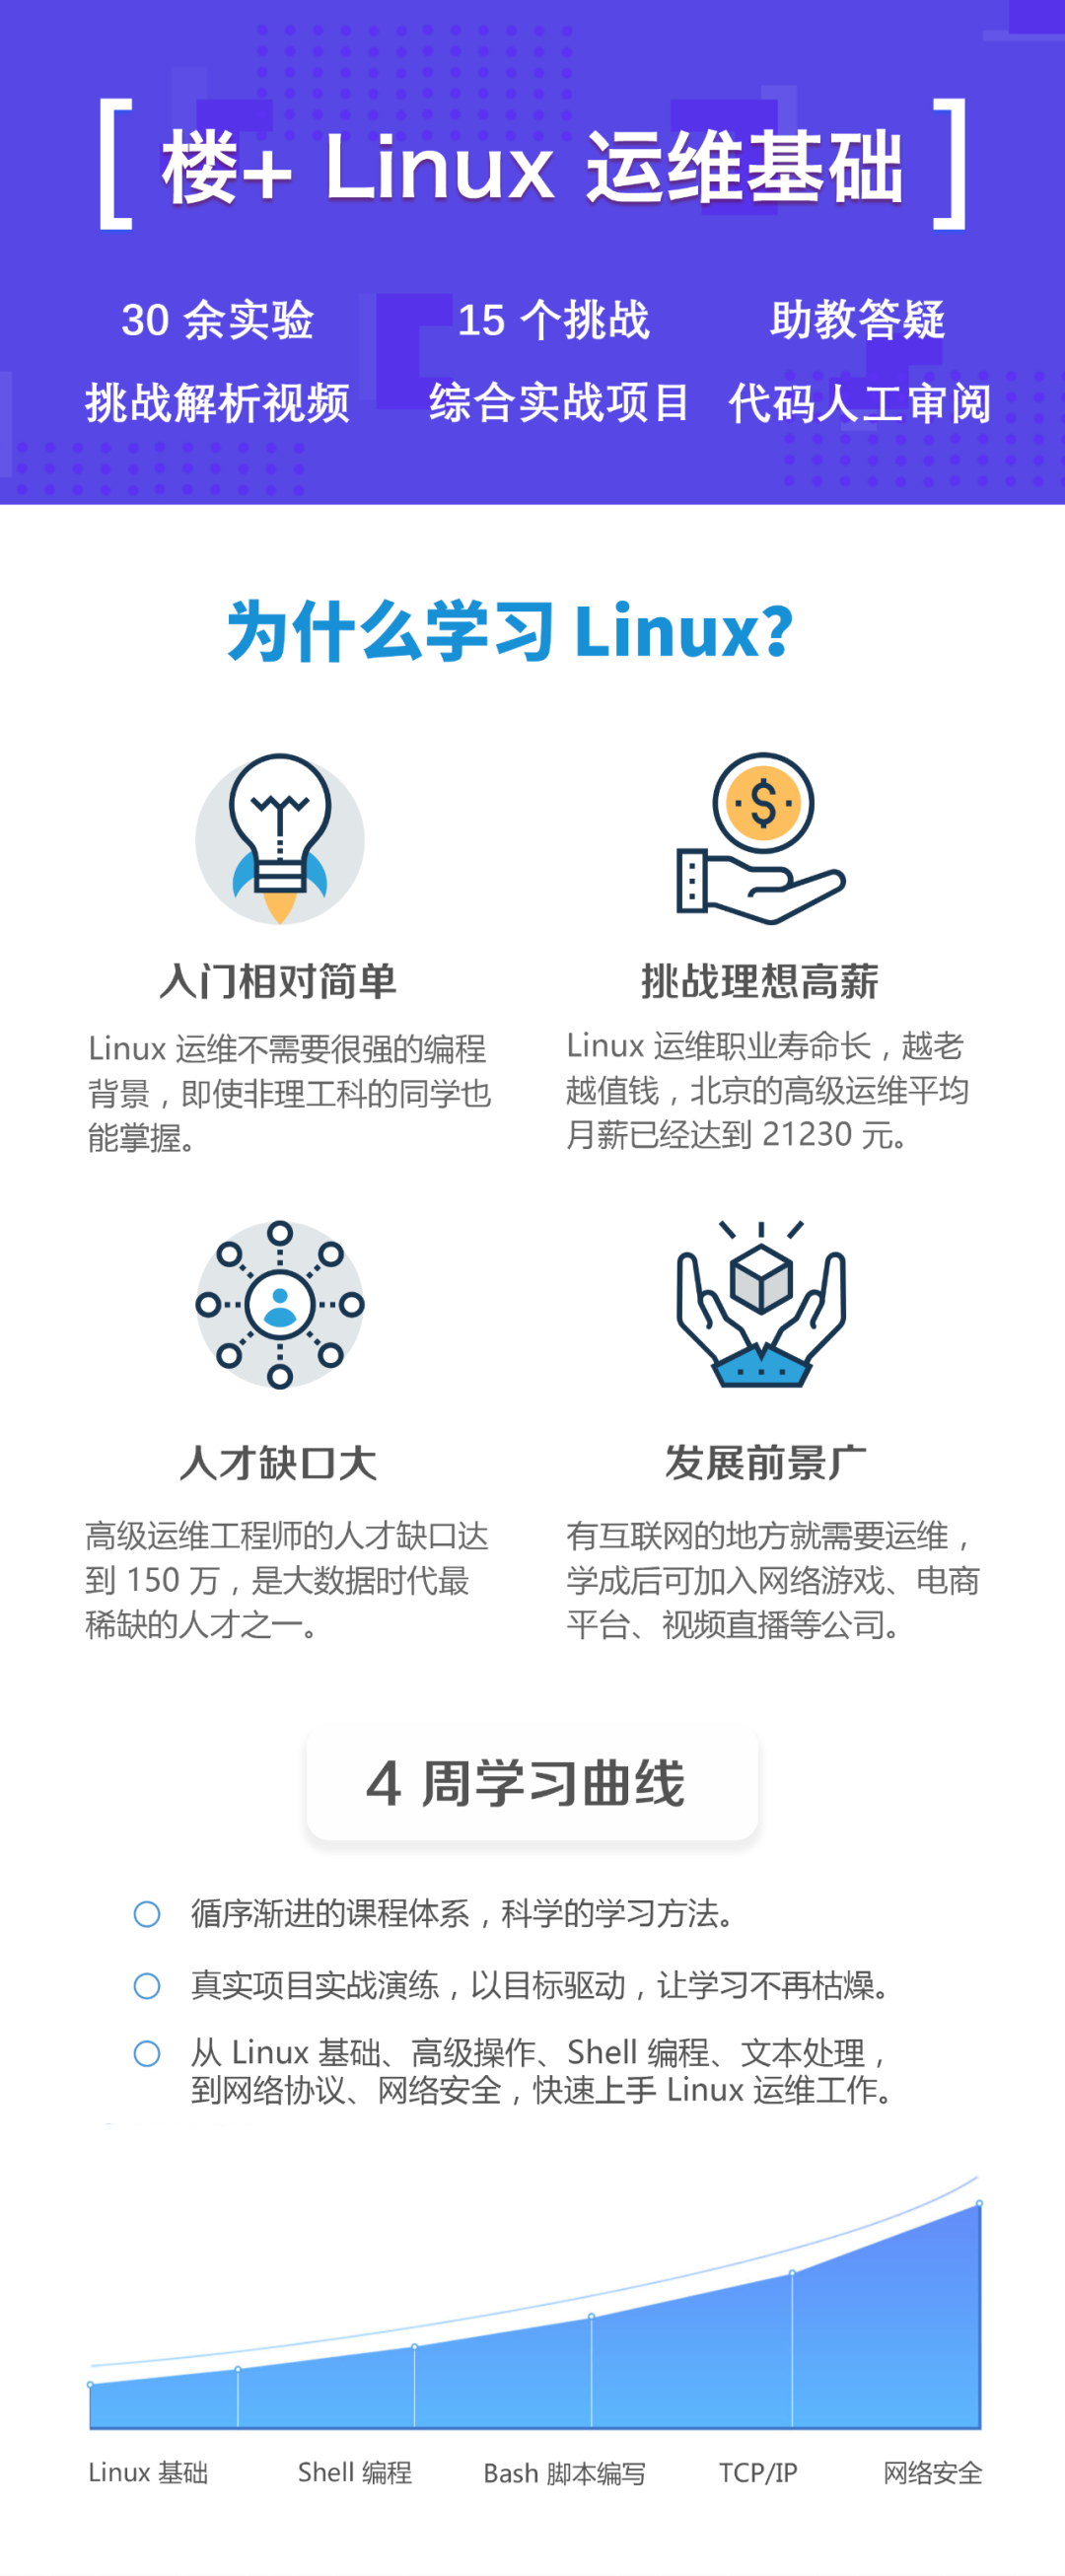 [ 楼+ Linux 运维基础 ]
30 余实验 15 个挑战 助教答疑
挑战解析视频 综合实战项目 代码人工审阅
为什么学习 Linux?
入门相对简单
Linux 运维不需要很强的编程
背景，即使非理工科的同学也
能掌握。
挑战理想高薪
Linux 运维职业寿命长，越老
越值钱，北京的高级运维平均
月薪已经达到 21230 元。
人才缺口大
高级运维工程师的人才缺口达
到 150 万，是大数据时代最
稀缺的人才之一。
发展前景广
有互联网的地方就需要运维，
学成后可加入网络游戏、电商
平台、视频直播等公司。
4 周学习曲线
循序渐进的课程体系，科学的学习方法。
真实项目实战演练，以目标驱动，让学习不再枯燥。
从 Linux 基础、高级操作、Shell 编程、文本处理，
到网络协议、网络安全，快速上手 Linux 运维工作。
Linux 基础 Shell 编程 Bash 脚本编写 TCP/IP 网络安全